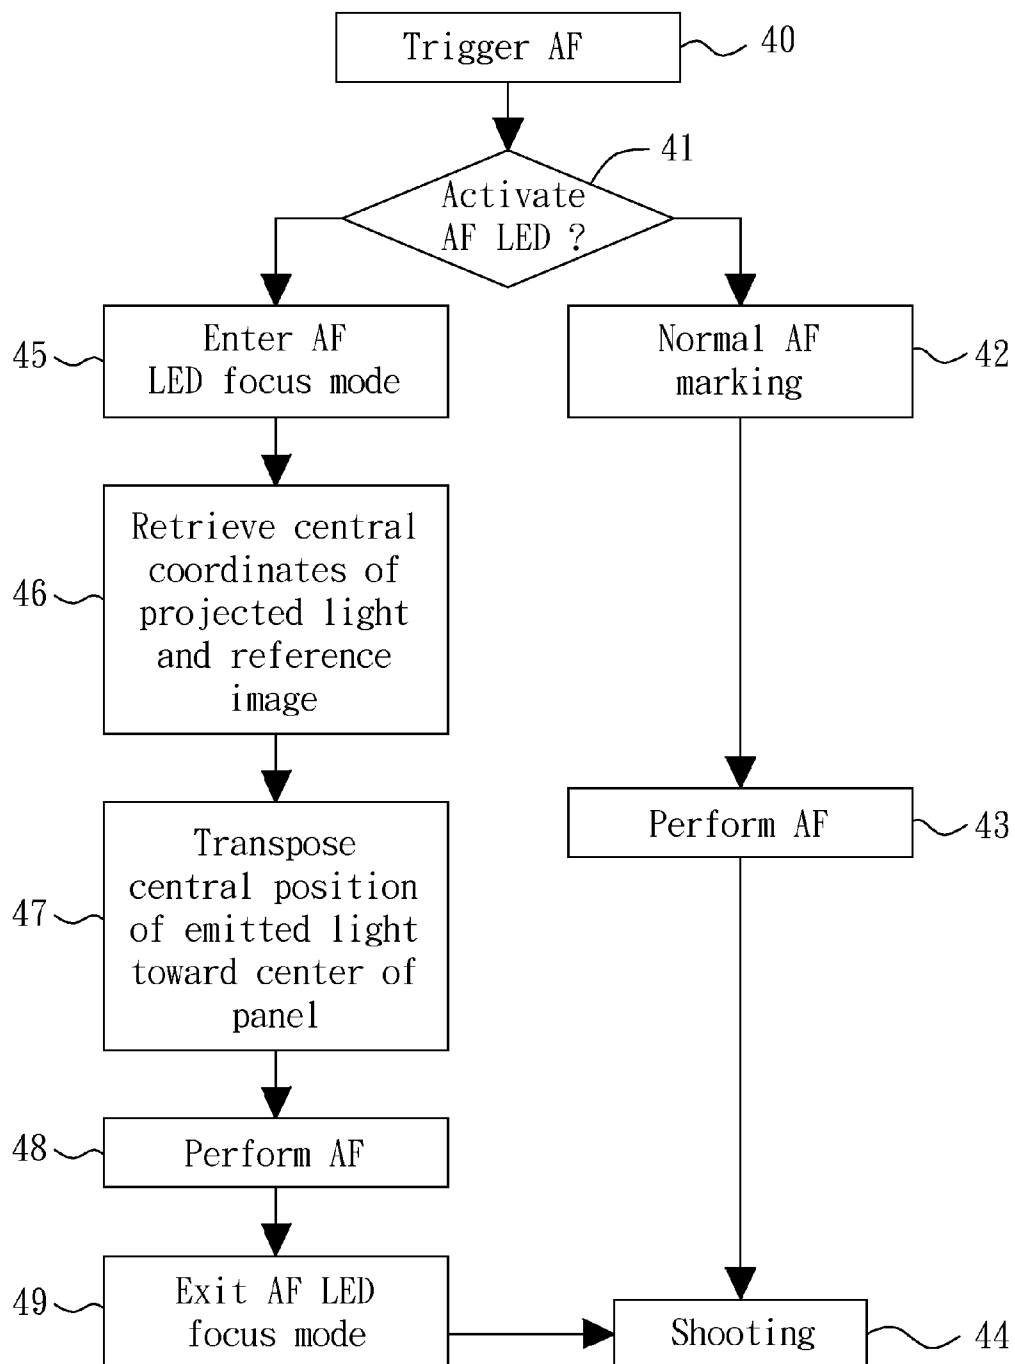 Trigger AF
40
41
Activate
AF LED ?
45
Enter AF
LED focus mode
Normal AF
marking
42
46
Retrieve central
coordinates of
projected light
and reference
image
47
Transpose
central position
of emitted light
toward center of
panel
Perform AF
43
48
Perform AF
49
Exit AF LED
focus mode
Shooting
44